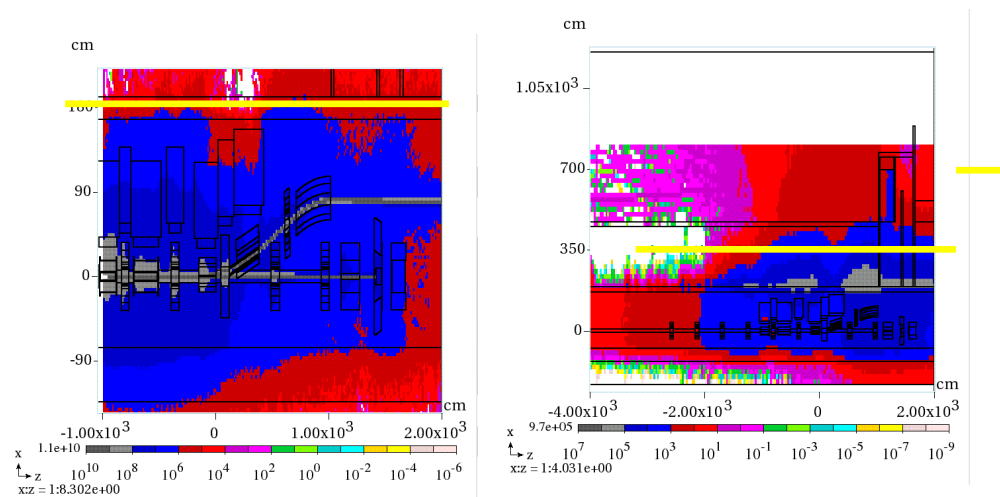 cm
180
90
0
-90
cm
-1.00x10³
0
1.00x10³
2.00x10³
1.1e+10
10¹⁰ 10⁸ 10⁶ 10⁴ 10² 10⁰ 10⁻² 10⁻⁴ 10⁻⁶
x
z
x:z = 1:8.302e+00
cm
1.05x10³
700
350
0
cm
-4.00x10³
-2.00x10³
0
2.00x10³
9.7e+05
10⁷ 10⁵ 10³ 10¹ 10⁻¹ 10⁻³ 10⁻⁵ 10⁻⁷ 10⁻⁹
x
z
x:z = 1:4.031e+00